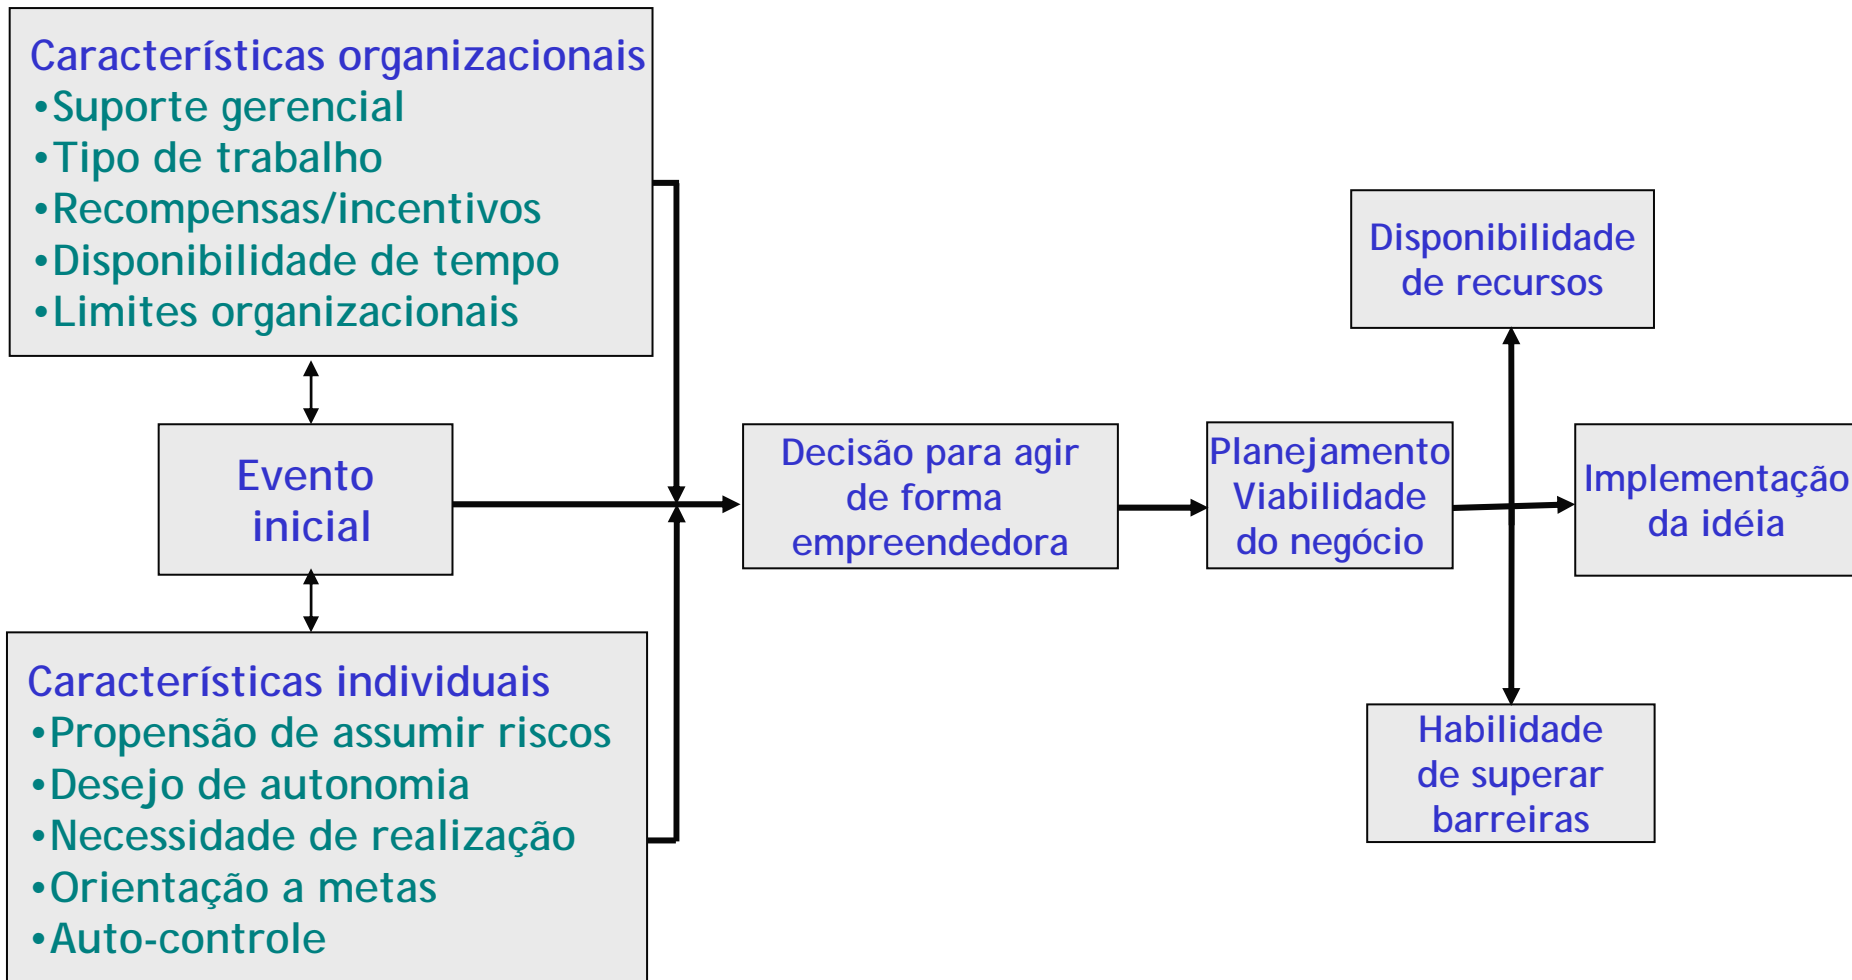 Características organizacionais
•Suporte gerencial
•Tipo de trabalho
•Recompensas/incentivos
•Disponibilidade de tempo
•Limites organizacionais
Evento
inicial
Características individuais
•Propensão de assumir riscos
•Desejo de autonomia
•Necessidade de realização
•Orientação a metas
•Auto-controle
Decisão para agir
de forma
empreendedora
Planejamento
Viabilidade
do negócio
Disponibilidade
de recursos
Implementação
da idéia
Habilidade
de superar
barreiras